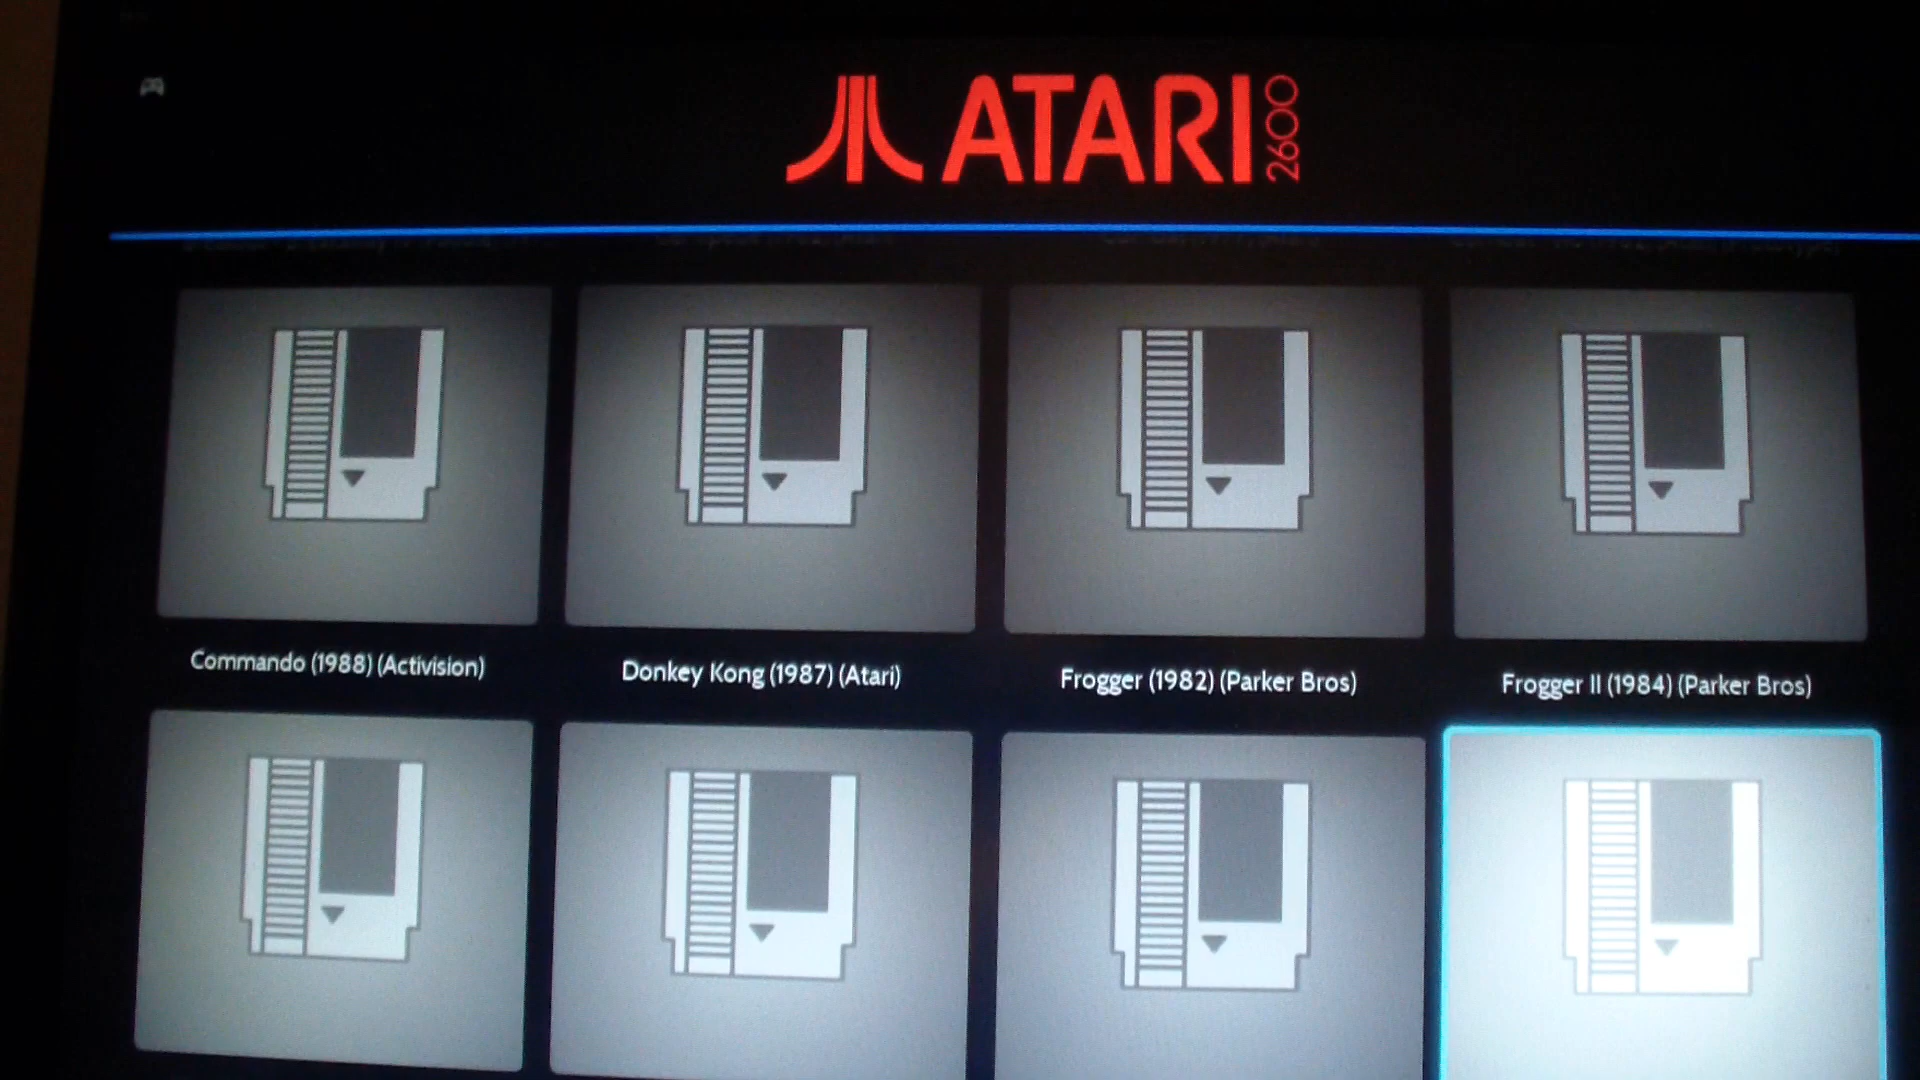 ATARI 2600
Commando (1988) (Activision)
Donkey Kong (1987) (Atari)
Frogger (1982) (Parker Bros)
Frogger II (1984) (Parker Bros)